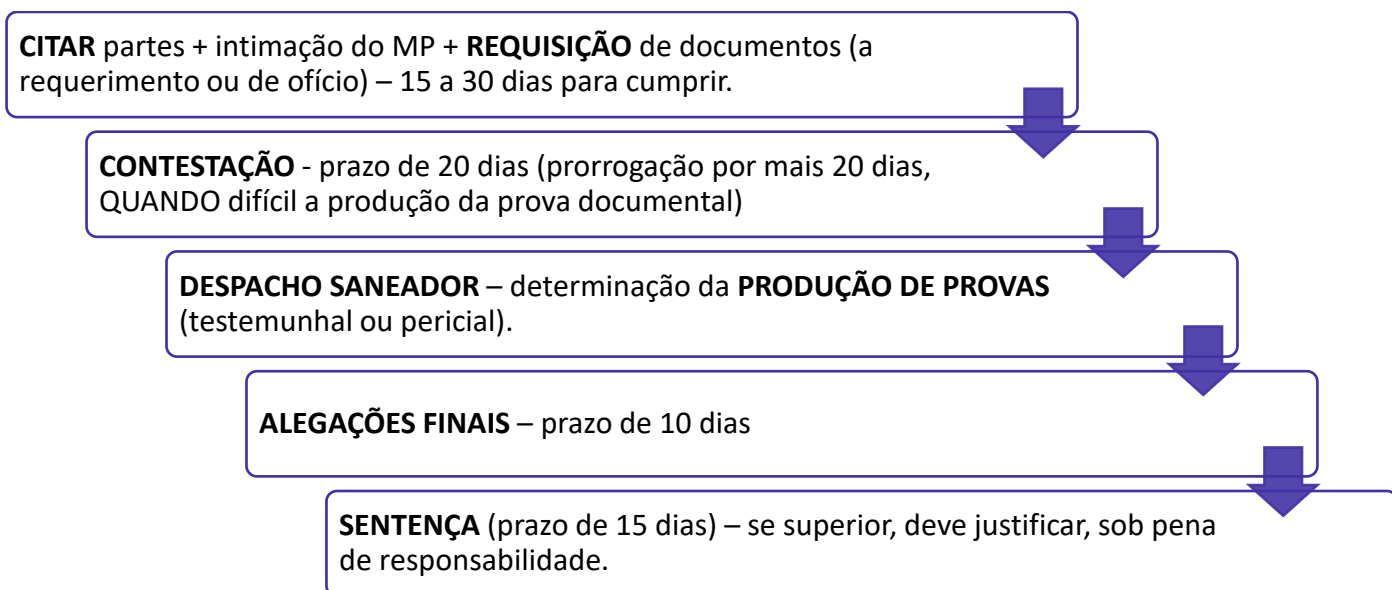 CITAR partes + intimação do MP + REQUISIÇÃO de documentos (a
requerimento ou de ofício) – 15 a 30 dias para cumprir.
CONTESTAÇÃO - prazo de 20 dias (prorrogação por mais 20 dias,
QUANDO difícil a produção da prova documental)
DESPACHO SANEADOR – determinação da PRODUÇÃO DE PROVAS
(testemunhal ou pericial).
ALEGAÇÕES FINAIS – prazo de 10 dias
SENTENÇA (prazo de 15 dias) – se superior, deve justificar, sob pena
de responsabilidade.